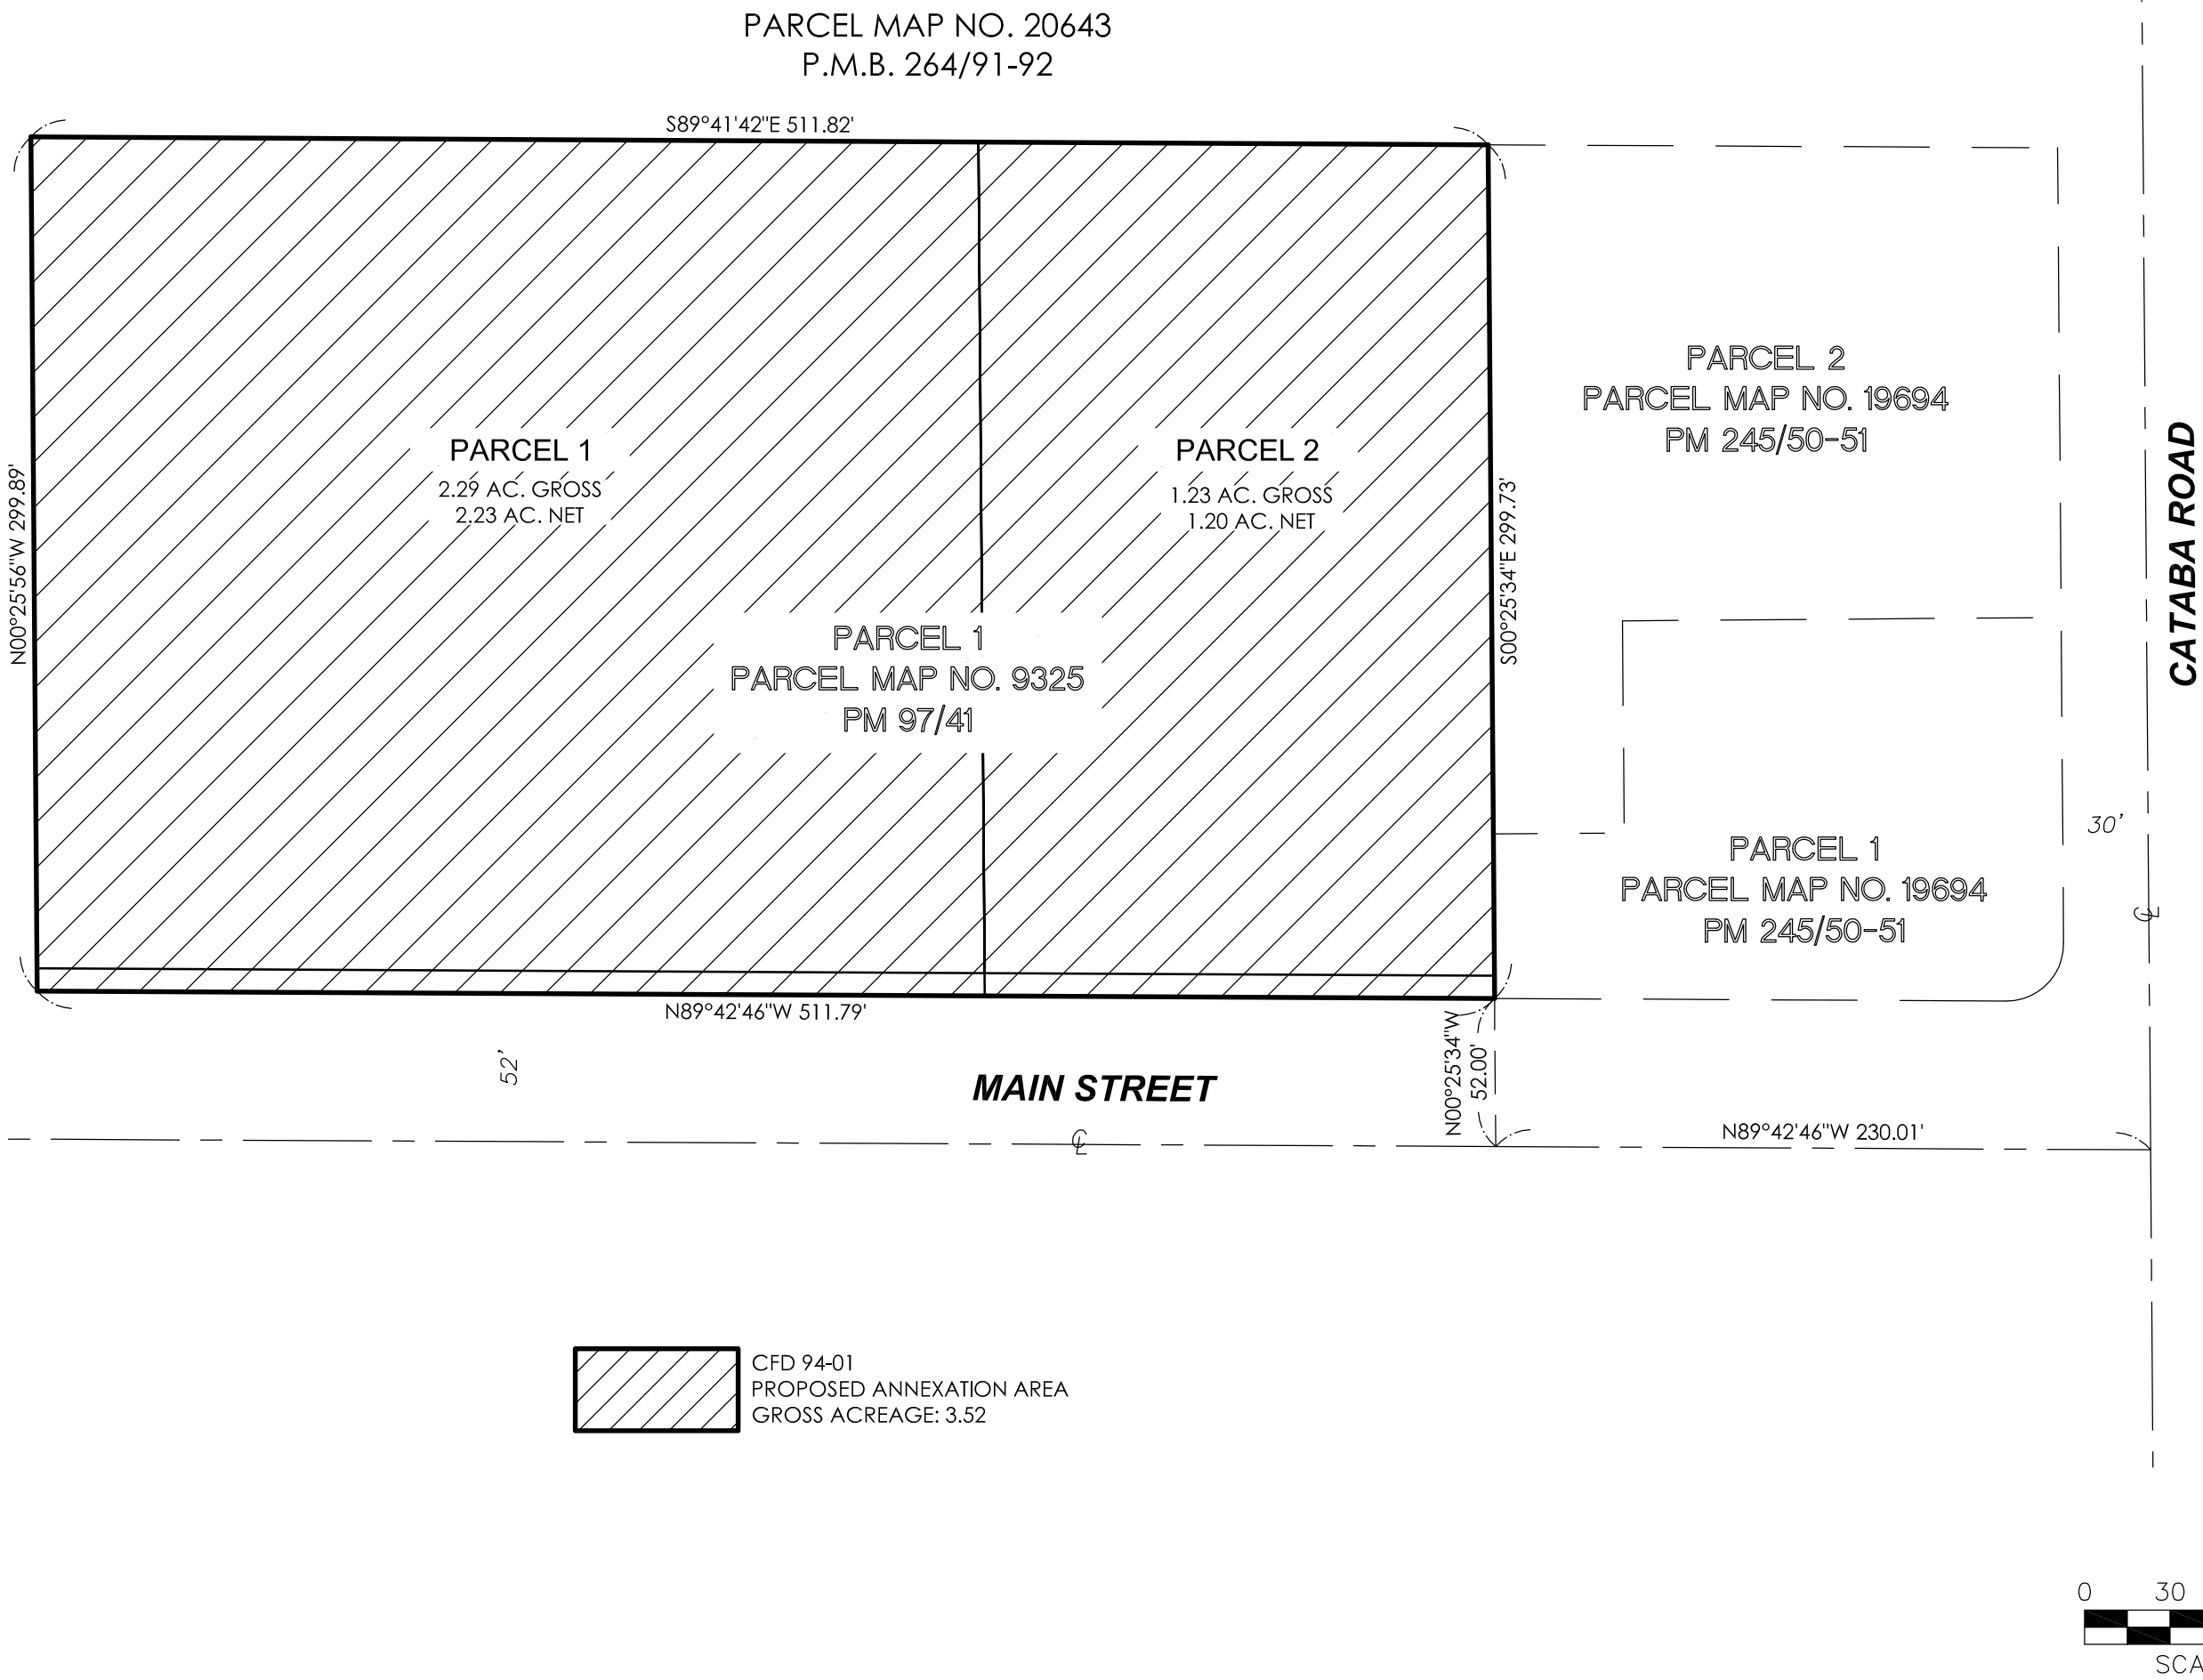 PARCEL MAP NO. 20643
P.M.B. 264/91-92
S89°41'42"E 511.82'
N00°25'56"W 299.89'
PARCEL 1
2.29 AC. GROSS
2.23 AC. NET
PARCEL 2
1.23 AC. GROSS
1.20 AC. NET
PARCEL 1
PARCEL MAP NO. 9325
PM 97/41
S00°25'34"E 299.73'
PARCEL 2
PARCEL MAP NO. 19694
PM 245/50-51
CATABA ROAD
30'
PARCEL 1
PARCEL MAP NO. 19694
PM 245/50-51
℄
N89°42'46"W 511.79'
52'
MAIN STREET
N00°25'34"W
52.00'
℄
N89°42'46"W 230.01'
CFD 94-01
PROPOSED ANNEXATION AREA
GROSS ACREAGE: 3.52
0 30
SCA